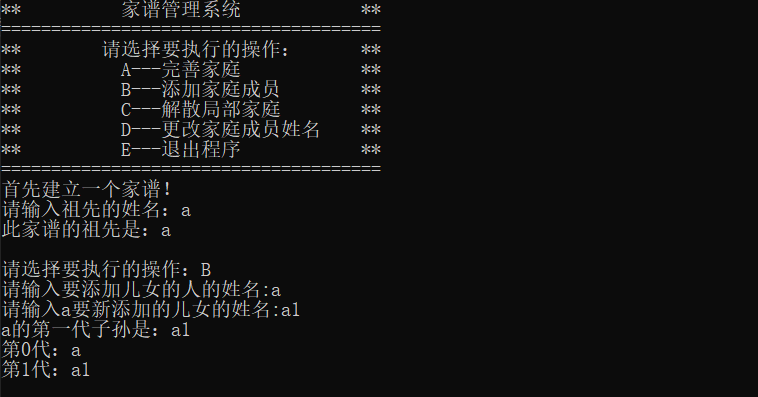 **          家谱管理系统            **
======================================
**        请选择要执行的操作：       **
**          A---完善家庭            **
**          B---添加家庭成员        **
**          C---解散局部家庭        **
**          D---更改家庭成员姓名    **
**          E---退出程序            **
======================================
首先建立一个家谱！
请输入祖先的姓名：a
此家谱的祖先是：a
请选择要执行的操作：B
请输入要添加儿女的人的姓名:a
请输入a要新添加的儿女的姓名:a1
a的第一代子孙是：a1
第0代：a
第1代：a1